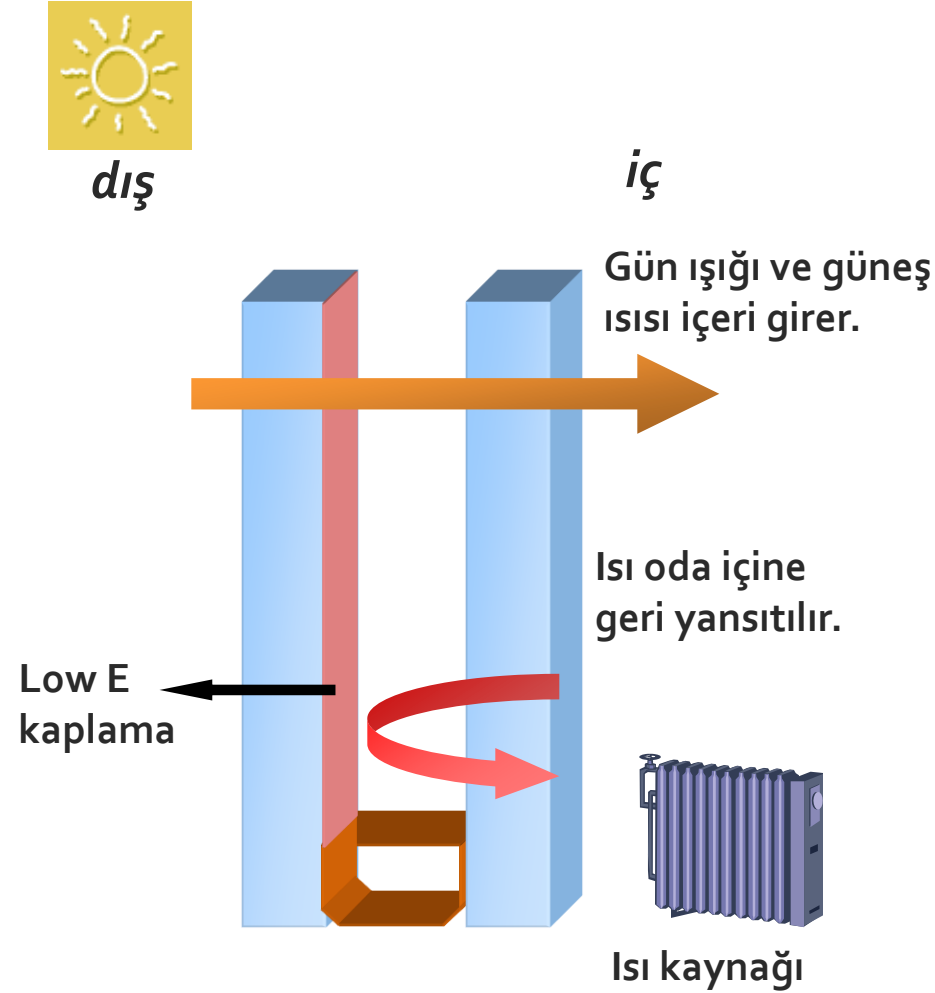 dış
iç
Gün ışığı ve güneş
ısısı içeri girer.
Isı oda içine
geri yansıtılır.
Low E
kaplama
Isı kaynağı